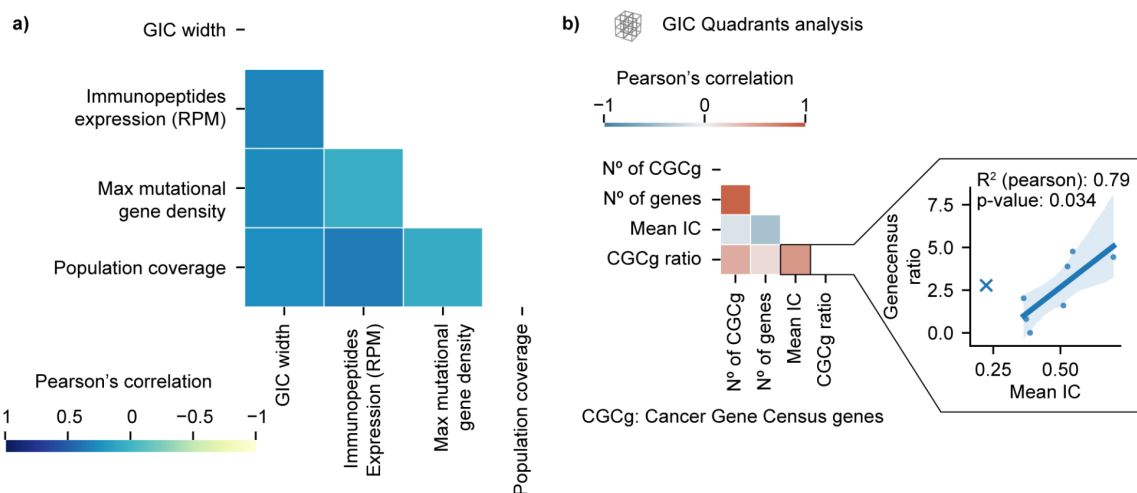 a)
GIC width
Immunopeptides
expression (RPM)
Max mutational
gene density
Population coverage
GIC width
Immunopeptides
Expression (RPM)
Max mutational
gene density
Population coverage
Pearson's correlation
1 0.5 0 -0.5 -1
b)
GIC Quadrants analysis
Pearson's correlation
−1 0 1
Nº of CGCg
Nº of genes
Mean IC
CGCg ratio
Nº of CGCg
Nº of genes
Mean IC
CGCg ratio
CGCg: Cancer Gene Census genes
R² (pearson): 0.79
p-value: 0.034
Genecensus
ratio
7.5
5.0
2.5
0.0
0.25 0.50
Mean IC